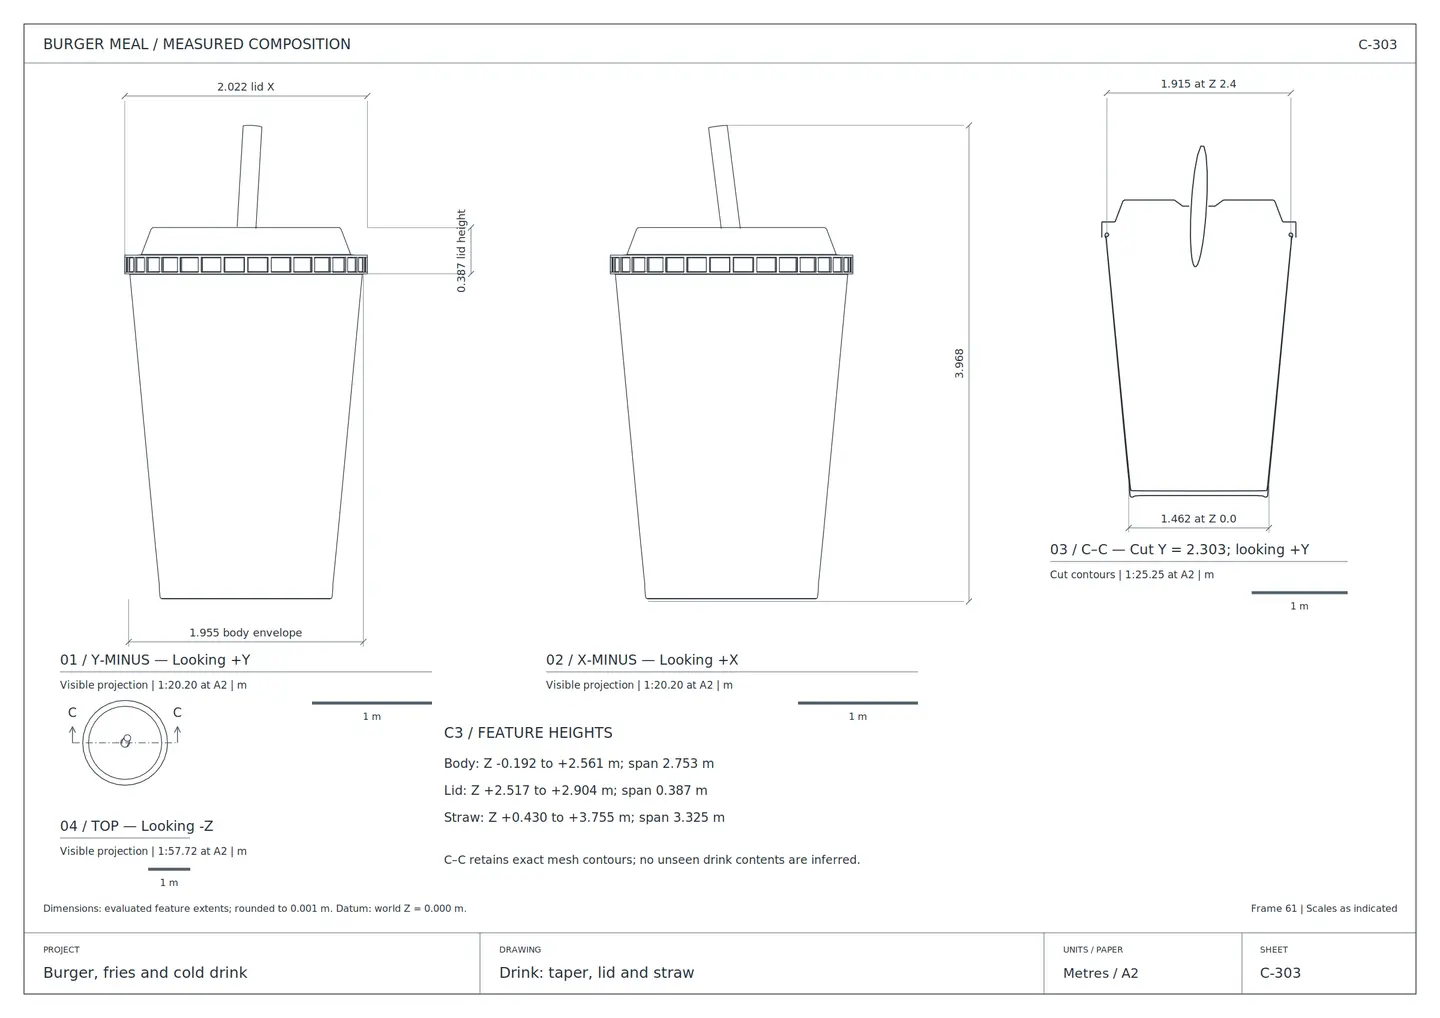 BURGER MEAL / MEASURED COMPOSITION
C-303
2.022 lid X
0.387 lid height
1.955 body envelope
01 / Y-MINUS — Looking +Y
Visible projection | 1:20.20 at A2 | m
1 m
3.968
02 / X-MINUS — Looking +X
Visible projection | 1:20.20 at A2 | m
1 m
1.915 at Z 2.4
1.462 at Z 0.0
03 / C–C — Cut Y = 2.303; looking +Y
Cut contours | 1:25.25 at A2 | m
1 m
C C
04 / TOP — Looking -Z
Visible projection | 1:57.72 at A2 | m
1 m
C3 / FEATURE HEIGHTS
Body: Z -0.192 to +2.561 m; span 2.753 m
Lid: Z +2.517 to +2.904 m; span 0.387 m
Straw: Z +0.430 to +3.755 m; span 3.325 m
C–C retains exact mesh contours; no unseen drink contents are inferred.
Dimensions: evaluated feature extents; rounded to 0.001 m. Datum: world Z = 0.000 m.
Frame 61 | Scales as indicated
PROJECT
Burger, fries and cold drink
DRAWING
Drink: taper, lid and straw
UNITS / PAPER
Metres / A2
SHEET
C-303